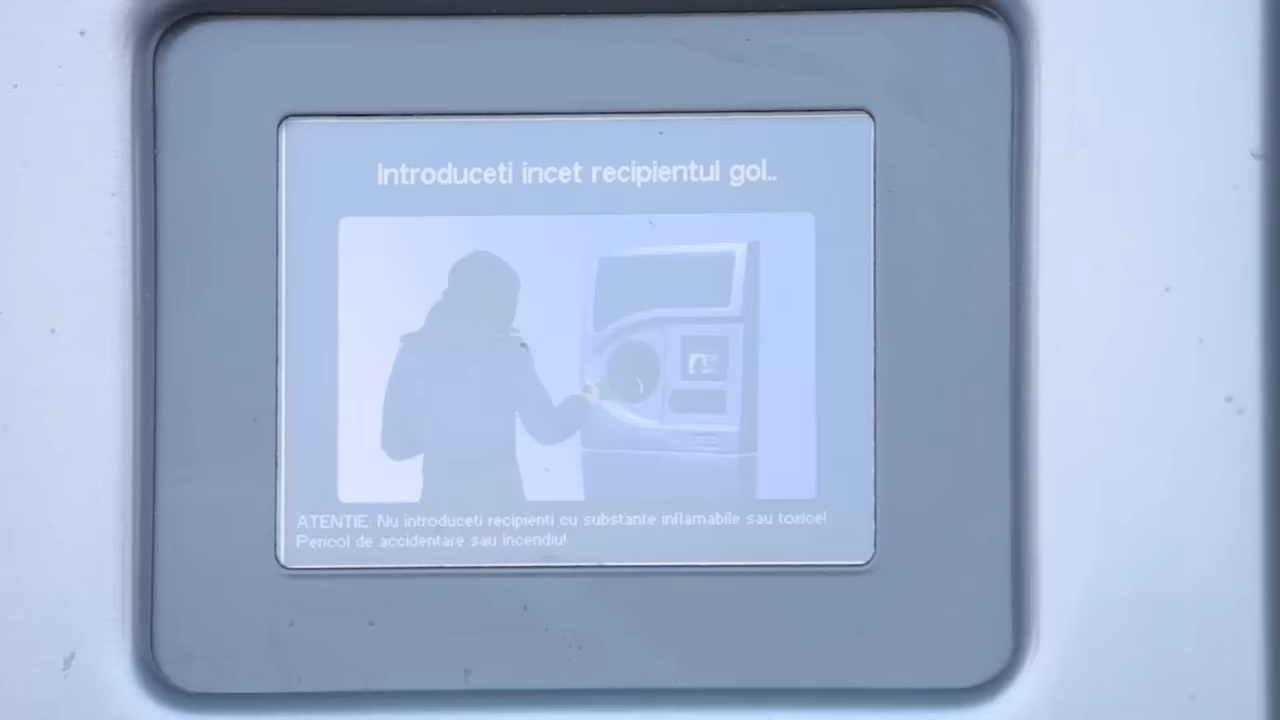 Introduceti incet recipientul gol..
ATENTIE: Nu introduceti recipienti cu substante inflamabile sau toxice!
Pericol de accidentare sau incendiu!